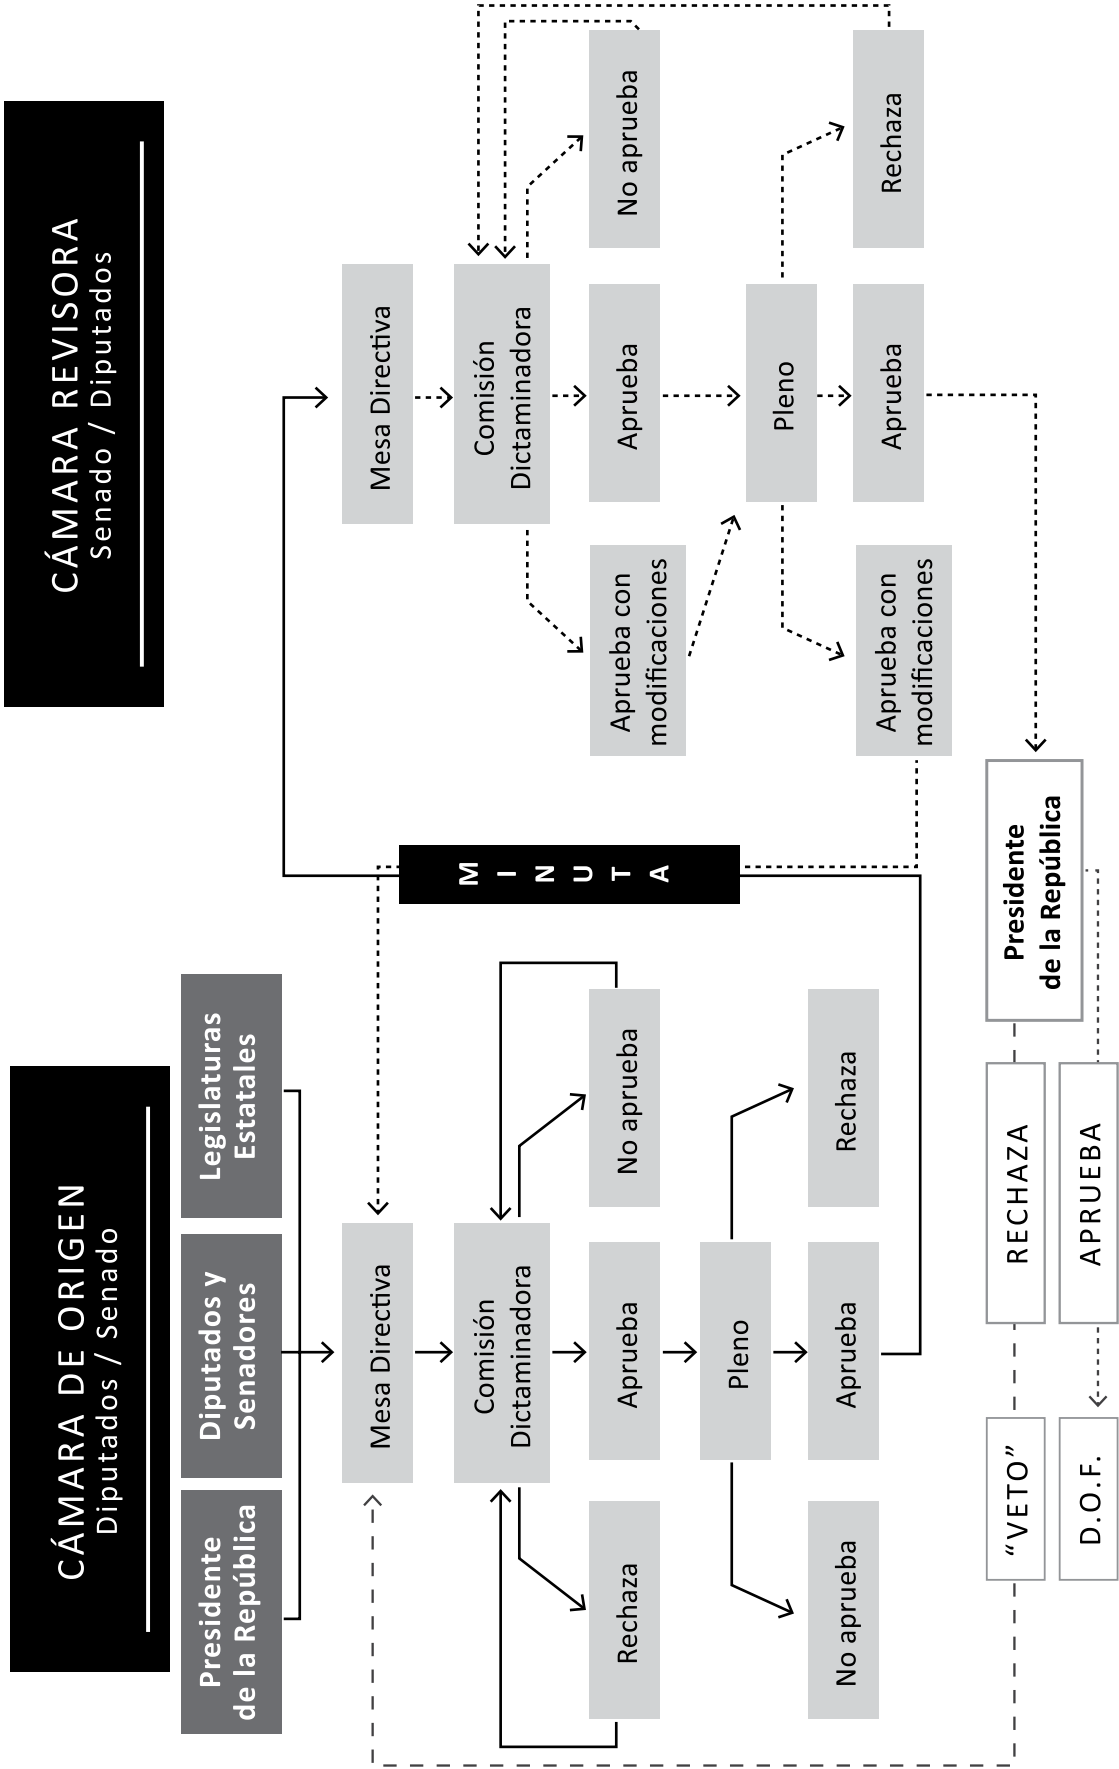 CÁMARA DE ORIGEN
Diputados / Senado
CÁMARA REVISORA
Senado / Diputados
Presidente
de la República
Diputados y
Senadores
Legislaturas
Estatales
Mesa Directiva
Comisión
Dictaminadora
Rechaza
Aprueba
No aprueba
Pleno
No aprueba
Aprueba
Rechaza
MINUTA
Mesa Directiva
Comisión
Dictaminadora
Aprueba con
modificaciones
Aprueba
No aprueba
Pleno
Aprueba con
modificaciones
Aprueba
Rechaza
Presidente
de la República
“VETO”
RECHAZA
D.O.F.
APRUEBA